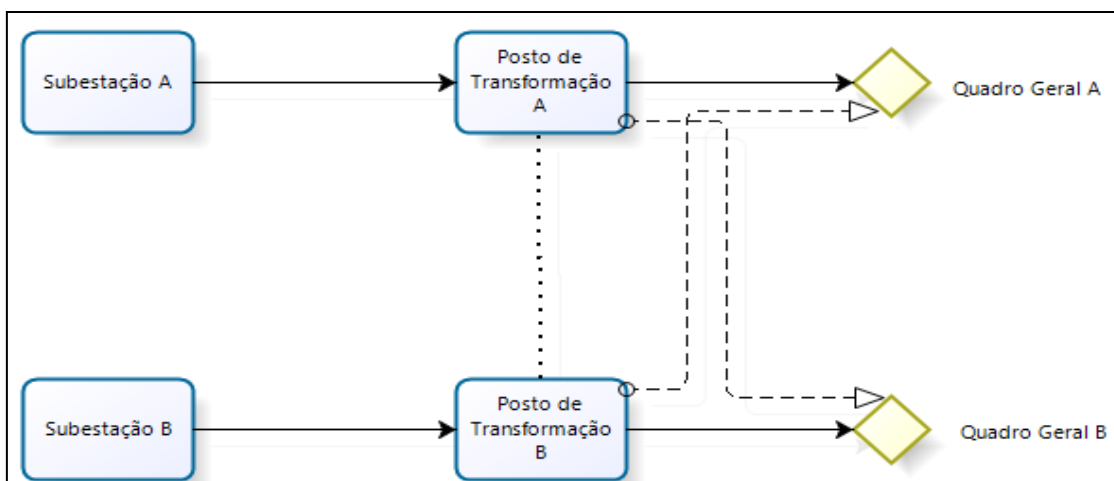 Subestação A
Posto de
Transformação
A
Quadro Geral A
Subestação B
Posto de
Transformação
B
Quadro Geral B